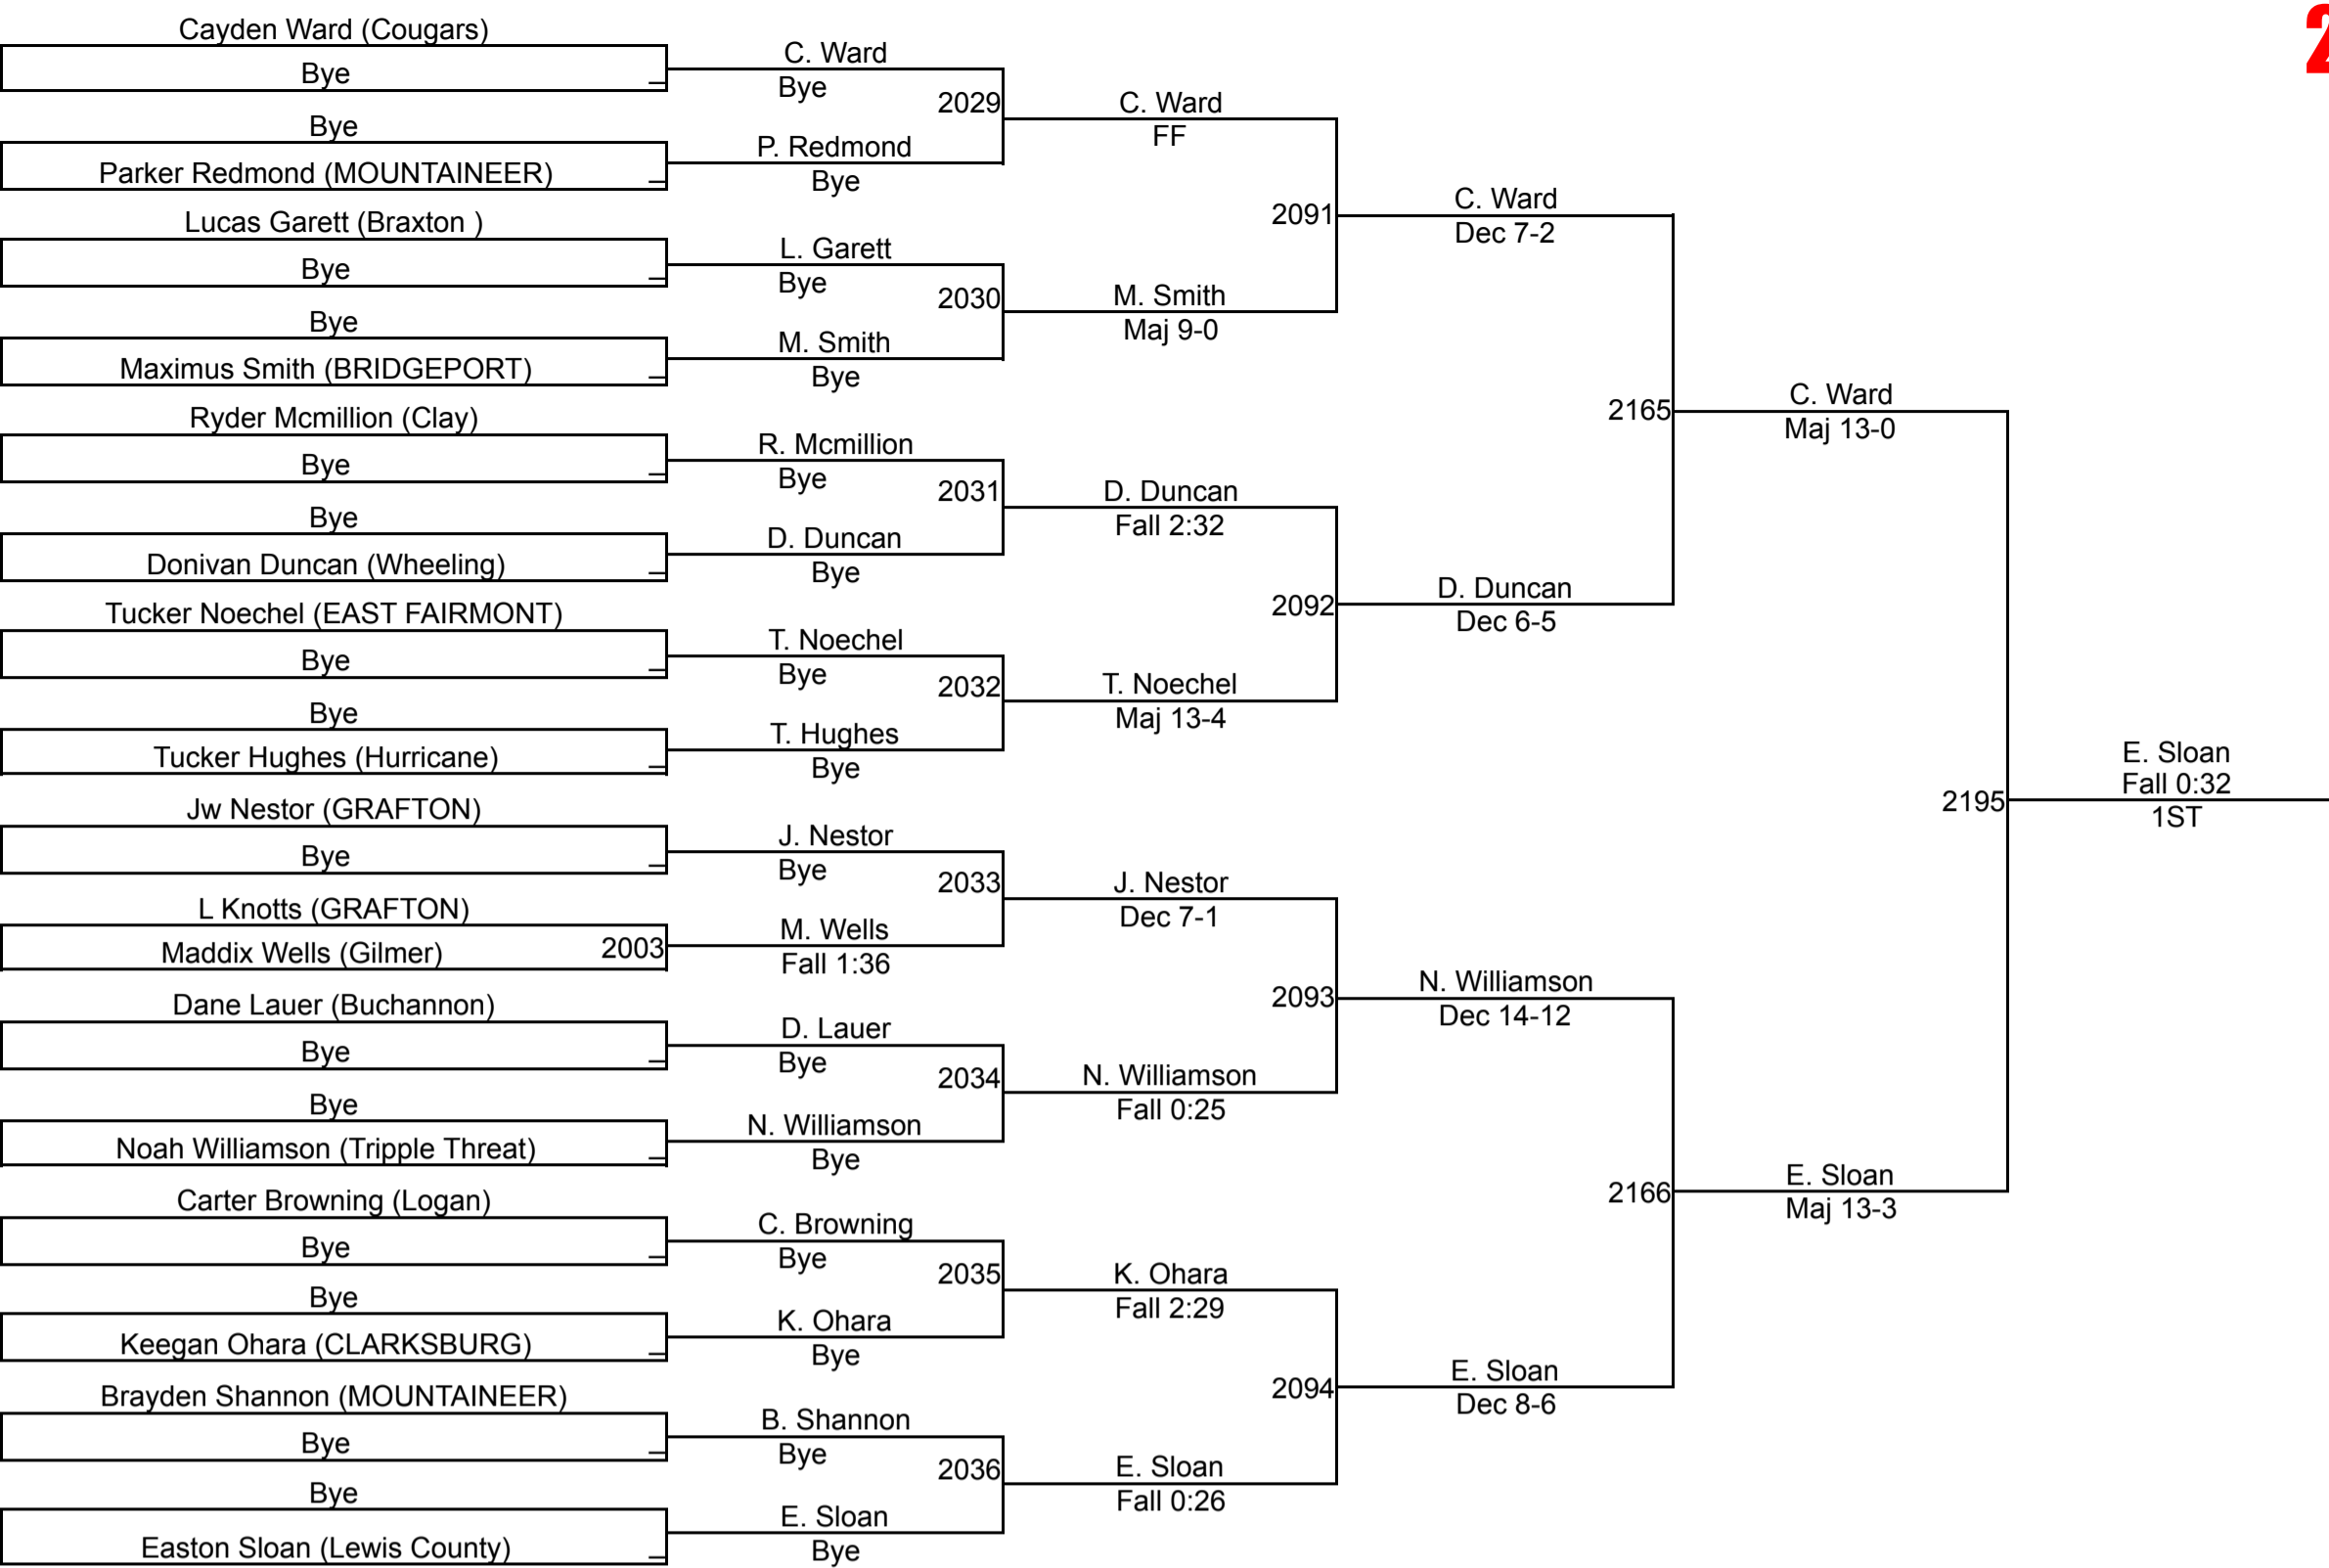 Cayden Ward (Cougars)
Bye
Bye
Parker Redmond (MOUNTAINEER)
Lucas Garett (Braxton )
Bye
Bye
Maximus Smith (BRIDGEPORT)
Ryder Mcmillion (Clay)
Bye
Bye
Donivan Duncan (Wheeling)
Tucker Noechel (EAST FAIRMONT)
Bye
Bye
Tucker Hughes (Hurricane)
Jw Nestor (GRAFTON)
Bye
L Knotts (GRAFTON)
Maddix Wells (Gilmer) 2003
Dane Lauer (Buchannon)
Bye
Bye
Noah Williamson (Tripple Threat)
Carter Browning (Logan)
Bye
Bye
Keegan Ohara (CLARKSBURG)
Brayden Shannon (MOUNTAINEER)
Bye
Bye
Easton Sloan (Lewis County)
C. Ward
Bye
2029
P. Redmond
Bye
L. Garett
Bye
2030
M. Smith
Bye
R. Mcmillion
Bye
2031
D. Duncan
Bye
T. Noechel
Bye
2032
T. Hughes
Bye
J. Nestor
Bye
2033
M. Wells
Fall 1:36
D. Lauer
Bye
2034
N. Williamson
Bye
C. Browning
Bye
2035
K. Ohara
Bye
B. Shannon
Bye
2036
E. Sloan
Bye
C. Ward
FF
2091
M. Smith
Maj 9-0
D. Duncan
Fall 2:32
2092
T. Noechel
Maj 13-4
J. Nestor
Dec 7-1
2093
N. Williamson
Fall 0:25
K. Ohara
Fall 2:29
2094
E. Sloan
Fall 0:26
C. Ward
Dec 7-2
2165
D. Duncan
Dec 6-5
N. Williamson
Dec 14-12
2166
E. Sloan
Dec 8-6
C. Ward
Maj 13-0
2195
E. Sloan
Maj 13-3
E. Sloan
Fall 0:32
1ST